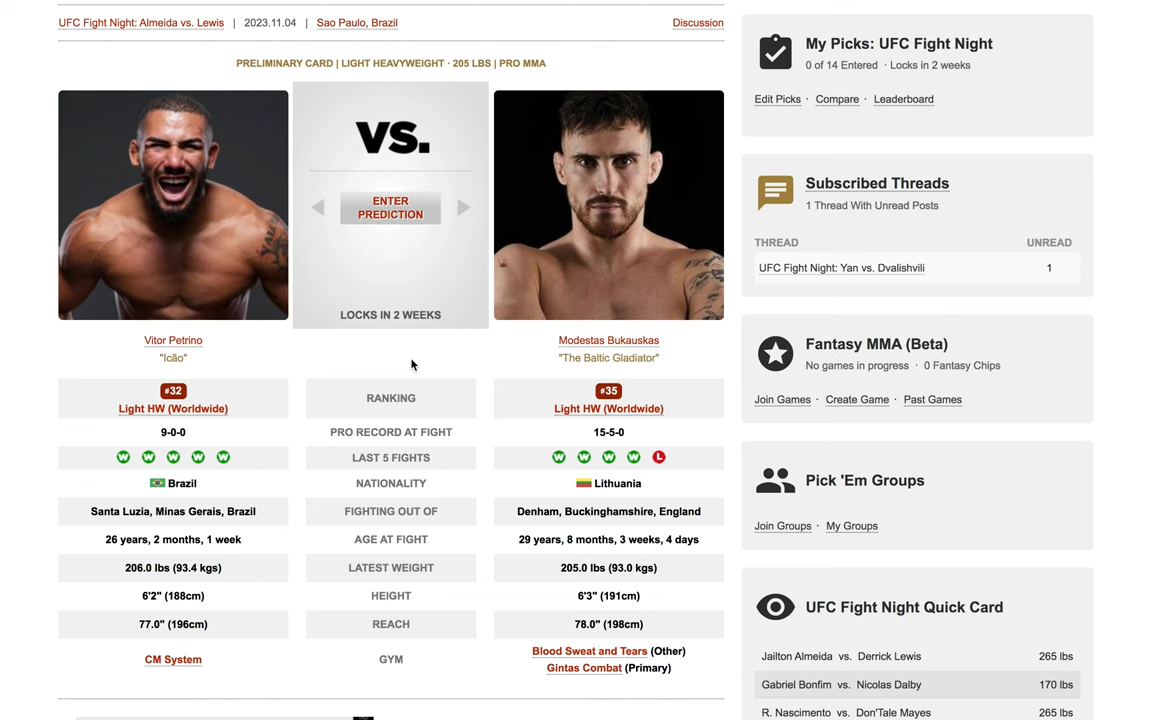 UFC Fight Night: Almeida vs. Lewis | 2023.11.04 | Sao Paulo, Brazil Discussion
PRELIMINARY CARD | LIGHT HEAVYWEIGHT · 205 LBS | PRO MMA
VS.
ENTER
PREDICTION
LOCKS IN 2 WEEKS
Vitor Petrino Modestas Bukauskas
"Icão" "The Baltic Gladiator"
#32 RANKING #35
Light HW (Worldwide) Light HW (Worldwide)
9-0-0 PRO RECORD AT FIGHT 15-5-0
W W W W W LAST 5 FIGHTS W W W W L
Brazil NATIONALITY Lithuania
Santa Luzia, Minas Gerais, Brazil FIGHTING OUT OF Denham, Buckinghamshire, England
26 years, 2 months, 1 week AGE AT FIGHT 29 years, 8 months, 3 weeks, 4 days
206.0 lbs (93.4 kgs) LATEST WEIGHT 205.0 lbs (93.0 kgs)
6'2" (188cm) HEIGHT 6'3" (191cm)
77.0" (196cm) REACH 78.0" (198cm)
CM System GYM Blood Sweat and Tears (Other)
Gintas Combat (Primary)
My Picks: UFC Fight Night
0 of 14 Entered · Locks in 2 weeks
Edit Picks · Compare · Leaderboard
Subscribed Threads
1 Thread With Unread Posts
THREAD UNREAD
UFC Fight Night: Yan vs. Dvalishvili 1
Fantasy MMA (Beta)
No games in progress · 0 Fantasy Chips
Join Games · Create Game · Past Games
Pick 'Em Groups
Join Groups · My Groups
UFC Fight Night Quick Card
Jailton Almeida vs. Derrick Lewis 265 lbs
Gabriel Bonfim vs. Nicolas Dalby 170 lbs
R. Nascimento vs. Don'Tale Mayes 265 lbs